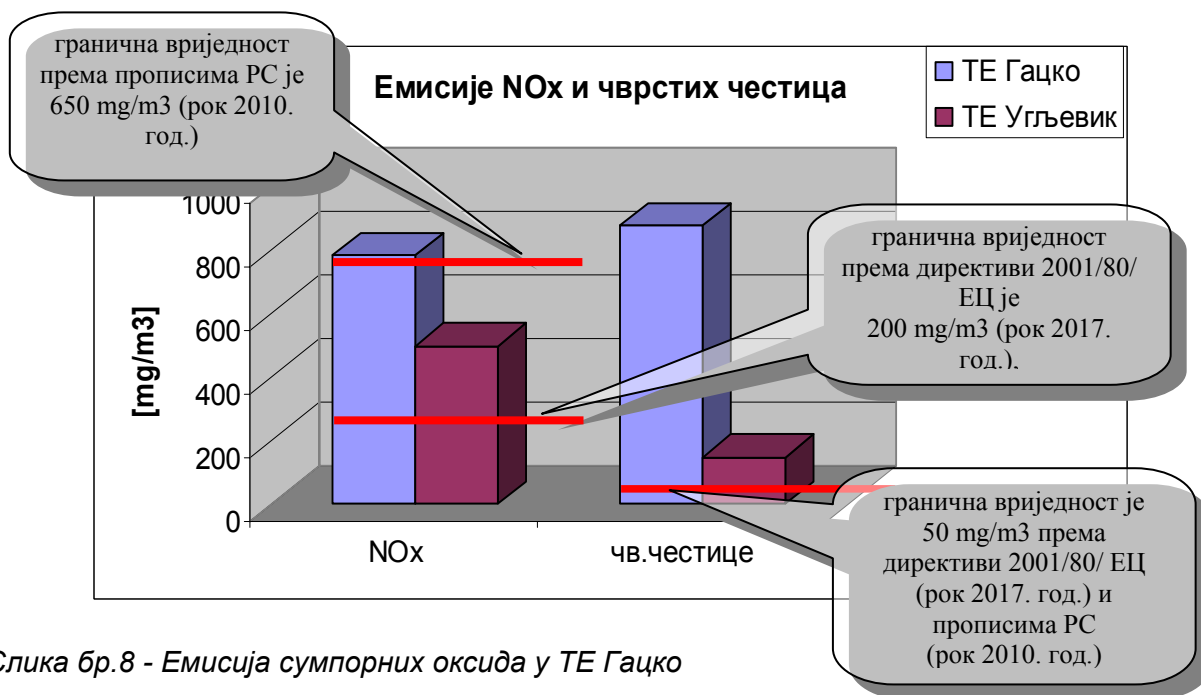 гранична вриједност
према прописима РС је
650 mg/m3 (рок 2010.
год.)
Емисије NOx и чврстих честица
ТЕ Гацко
ТЕ Угљевик
[mg/m3]
1000
800
600
400
200
0
NOx
чв.честице
гранична вриједност
према директиви 2001/80/
ЕЦ је
200 mg/m3 (рок 2017.
год.).
гранична вриједност је
50 mg/m3 према
директиви 2001/80/ ЕЦ
(рок 2017. год.) и
прописима РС
(рок 2010. год.)
Слика бр.8 - Емисија сумпорних оксида у ТЕ Гацко